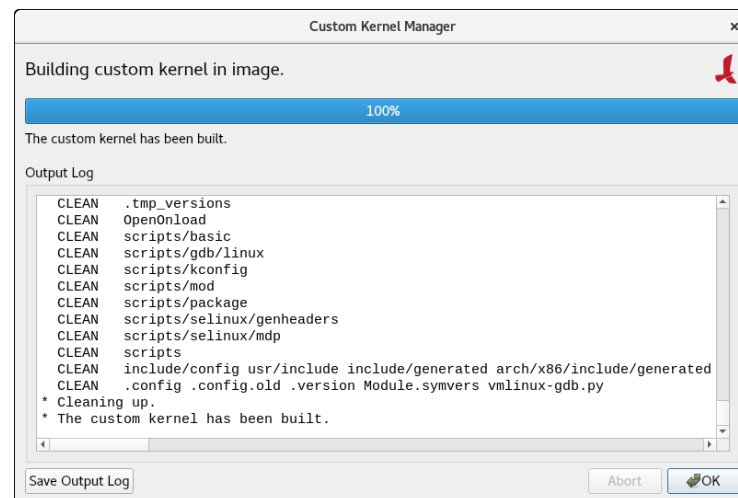 Custom Kernel Manager ×
Building custom kernel in image.
100%
The custom kernel has been built.
Output Log
CLEAN .tmp_versions
CLEAN OpenOnload
CLEAN scripts/basic
CLEAN scripts/gdb/linux
CLEAN scripts/kconfig
CLEAN scripts/mod
CLEAN scripts/package
CLEAN scripts/selinux/genheaders
CLEAN scripts/selinux/mdp
CLEAN scripts
CLEAN include/config usr/include include/generated arch/x86/include/generated
CLEAN .config .config.old .version Module.symvers vmlinux-gdb.py
* Cleaning up.
* The custom kernel has been built.
Save Output Log Abort OK